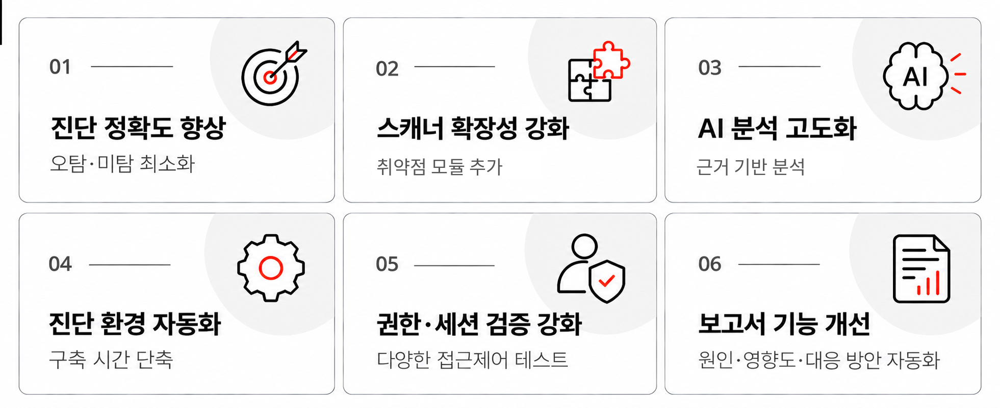 01
진단 정확도 향상
오탐·미탐 최소화
02
스캐너 확장성 강화
취약점 모듈 추가
03
AI
AI 분석 고도화
근거 기반 분석
04
진단 환경 자동화
구축 시간 단축
05
권한·세션 검증 강화
다양한 접근제어 테스트
06
보고서 기능 개선
원인·영향도·대응 방안 자동화